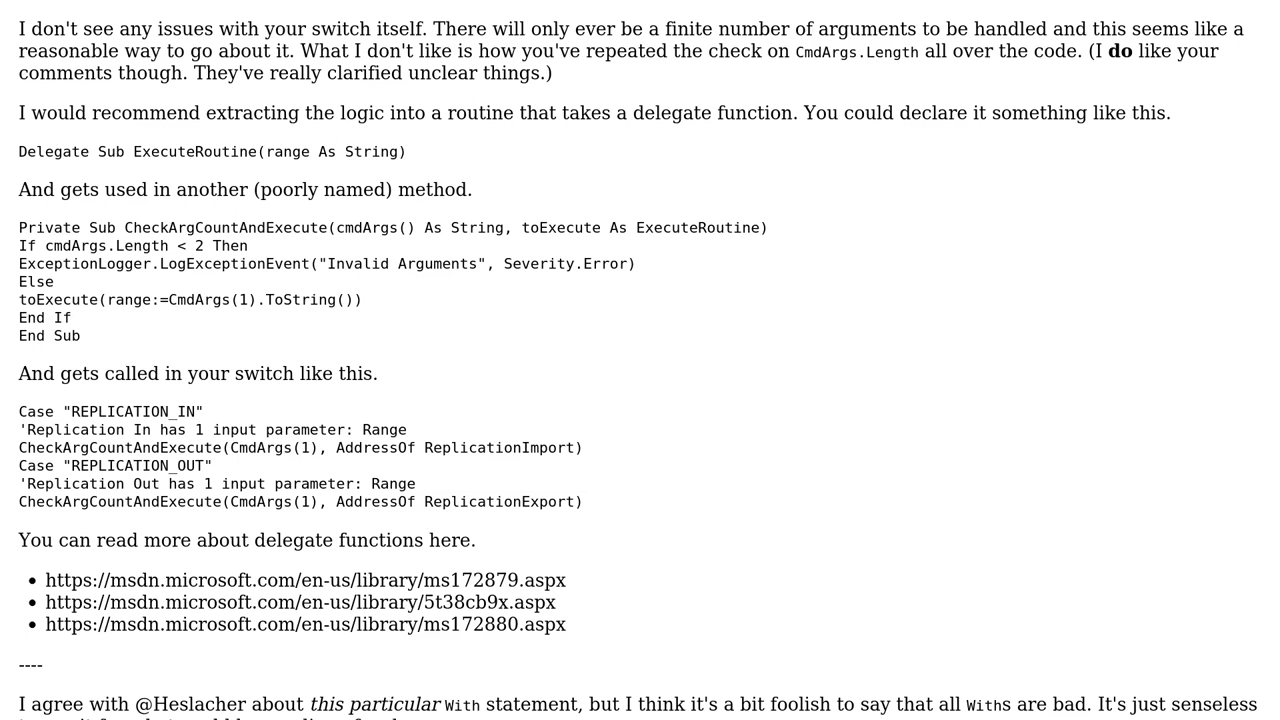 I don't see any issues with your switch itself. There will only ever be a finite number of arguments to be handled and this seems like a
reasonable way to go about it. What I don't like is how you've repeated the check on CmdArgs.Length all over the code. (I do like your
comments though. They've really clarified unclear things.)
I would recommend extracting the logic into a routine that takes a delegate function. You could declare it something like this.
Delegate Sub ExecuteRoutine(range As String)
And gets used in another (poorly named) method.
Private Sub CheckArgCountAndExecute(cmdArgs() As String, toExecute As ExecuteRoutine)
If cmdArgs.Length < 2 Then
ExceptionLogger.LogExceptionEvent("Invalid Arguments", Severity.Error)
Else
toExecute(range:=CmdArgs(1).ToString())
End If
End Sub
And gets called in your switch like this.
Case "REPLICATION_IN"
'Replication In has 1 input parameter: Range
CheckArgCountAndExecute(CmdArgs(1), AddressOf ReplicationImport)
Case "REPLICATION_OUT"
'Replication Out has 1 input parameter: Range
CheckArgCountAndExecute(CmdArgs(1), AddressOf ReplicationExport)
You can read more about delegate functions here.
• https://msdn.microsoft.com/en-us/library/ms172879.aspx
• https://msdn.microsoft.com/en-us/library/5t38cb9x.aspx
• https://msdn.microsoft.com/en-us/library/ms172880.aspx
----
I agree with @Heslacher about this particular With statement, but I think it's a bit foolish to say that all Withs are bad. It's just senseless